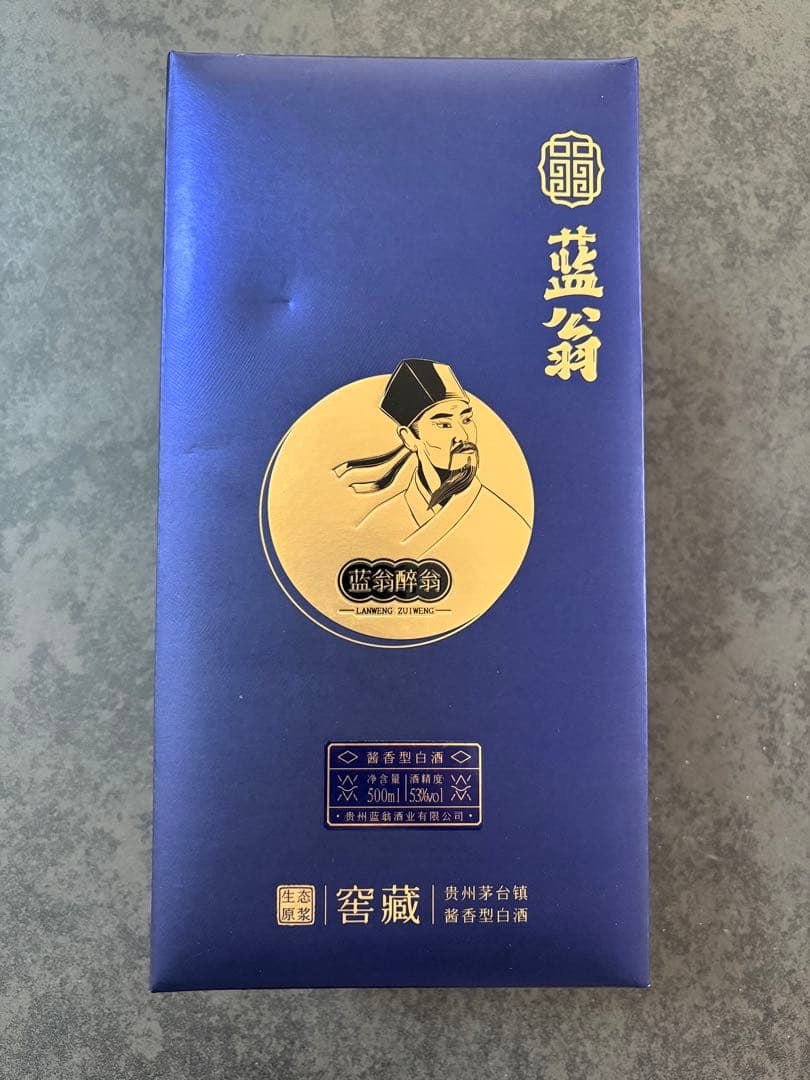 蓝翁
蓝翁醉翁
LANWENG ZUIWENG
酱香型白酒
净含量 酒精度
500ml 53%vol
·贵州蓝翁酒业有限公司·
生态
原浆
窖藏
贵州茅台镇
酱香型白酒